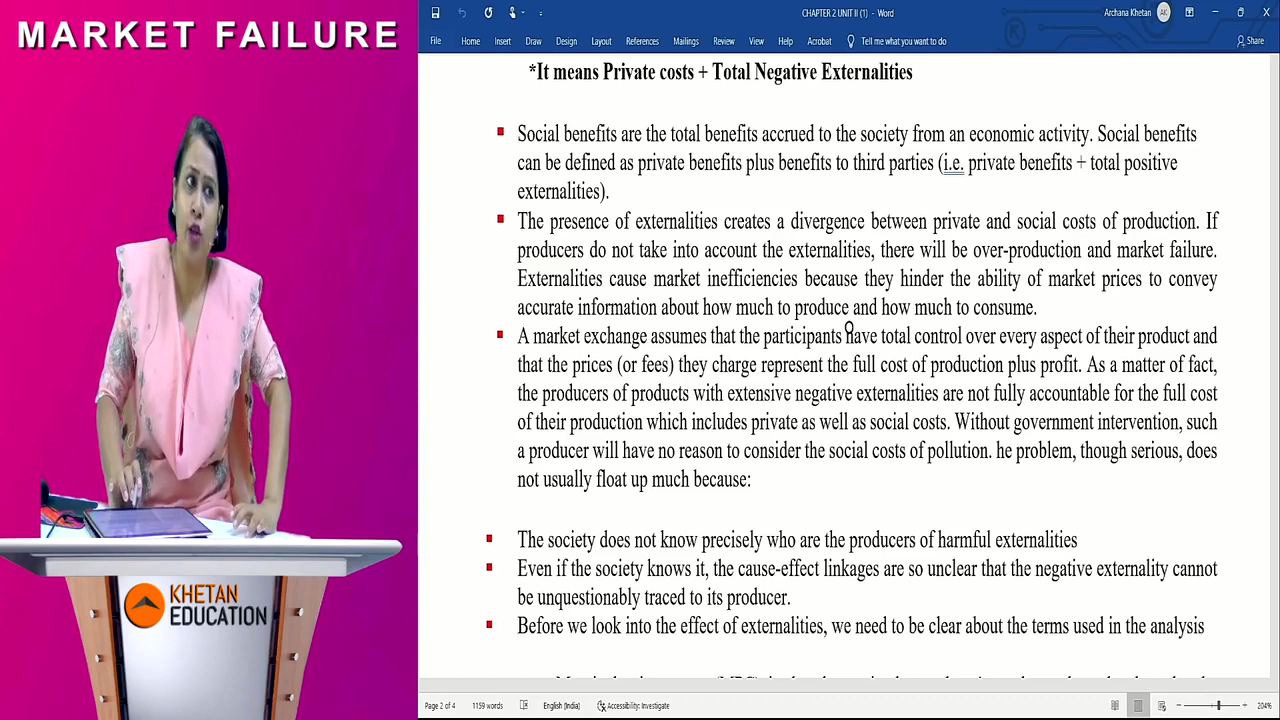 MARKET FAILURE
CHAPTER 2 UNIT II (1) - Word
Archana Khetan
AK
File
Home
Insert
Draw
Design
Layout
References
Mailings
Review
View
Help
Acrobat
Tell me what you want to do
Share
*It means Private costs + Total Negative Externalities
Social benefits are the total benefits accrued to the society from an economic activity. Social benefits
can be defined as private benefits plus benefits to third parties (i.e. private benefits + total positive
externalities).
The presence of externalities creates a divergence between private and social costs of production. If
producers do not take into account the externalities, there will be over-production and market failure.
Externalities cause market inefficiencies because they hinder the ability of market prices to convey
accurate information about how much to produce and how much to consume.
A market exchange assumes that the participants have total control over every aspect of their product and
that the prices (or fees) they charge represent the full cost of production plus profit. As a matter of fact,
the producers of products with extensive negative externalities are not fully accountable for the full cost
of their production which includes private as well as social costs. Without government intervention, such
a producer will have no reason to consider the social costs of pollution. he problem, though serious, does
not usually float up much because:
The society does not know precisely who are the producers of harmful externalities
Even if the society knows it, the cause-effect linkages are so unclear that the negative externality cannot
be unquestionably traced to its producer.
Before we look into the effect of externalities, we need to be clear about the terms used in the analysis
KHETAN
EDUCATION
Page 2 of 4
1159 words
English (India)
Accessibility: Investigate
204%